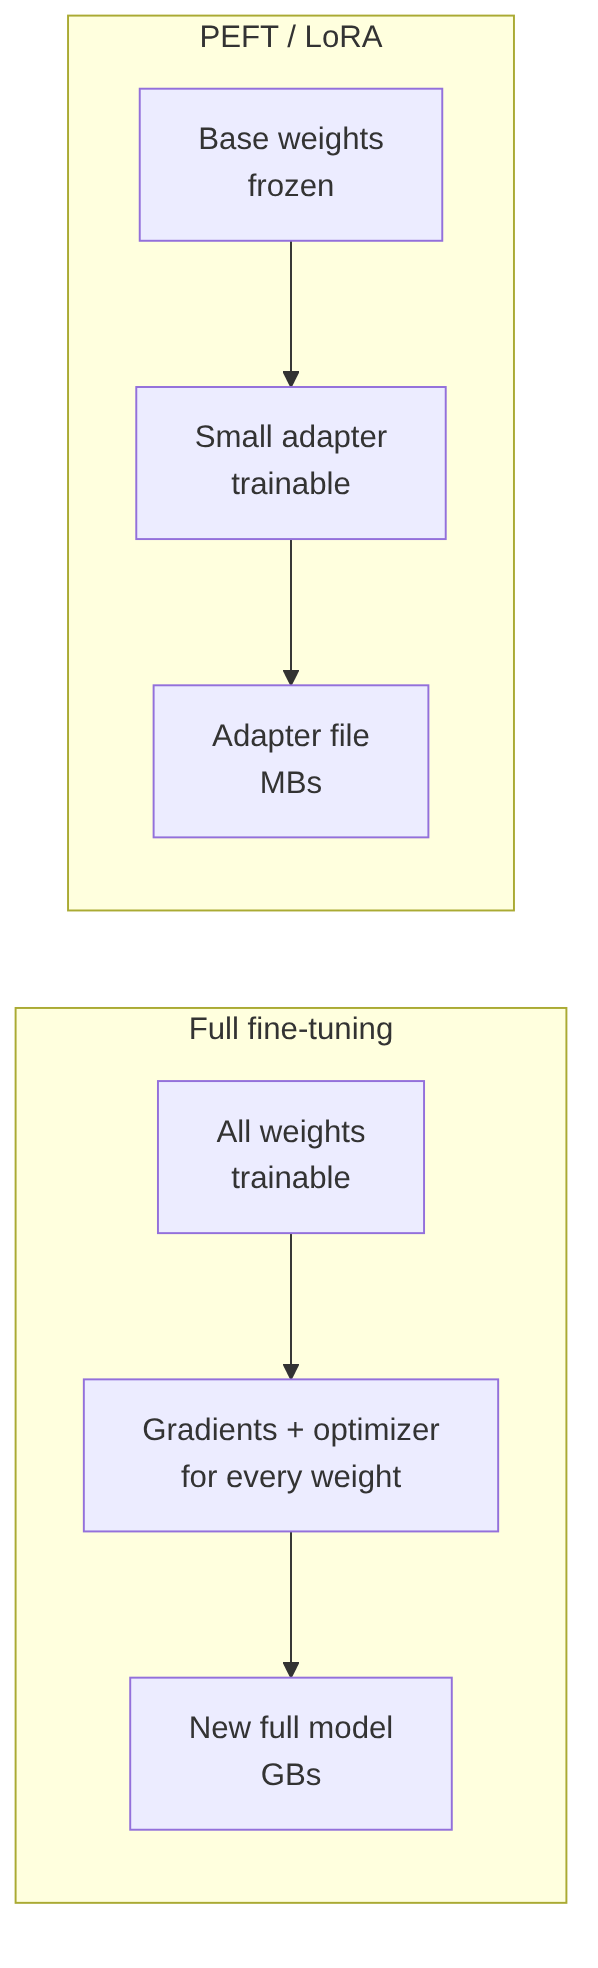 PEFT / LoRA
Base weights
frozen
Small adapter
trainable
Adapter file
MBs
Full fine-tuning
All weights
trainable
Gradients + optimizer
for every weight
New full model
GBs